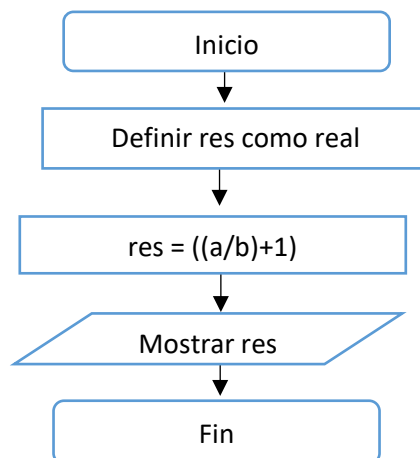 Inicio
Definir res como real
res = ((a/b)+1)
Mostrar res
Fin